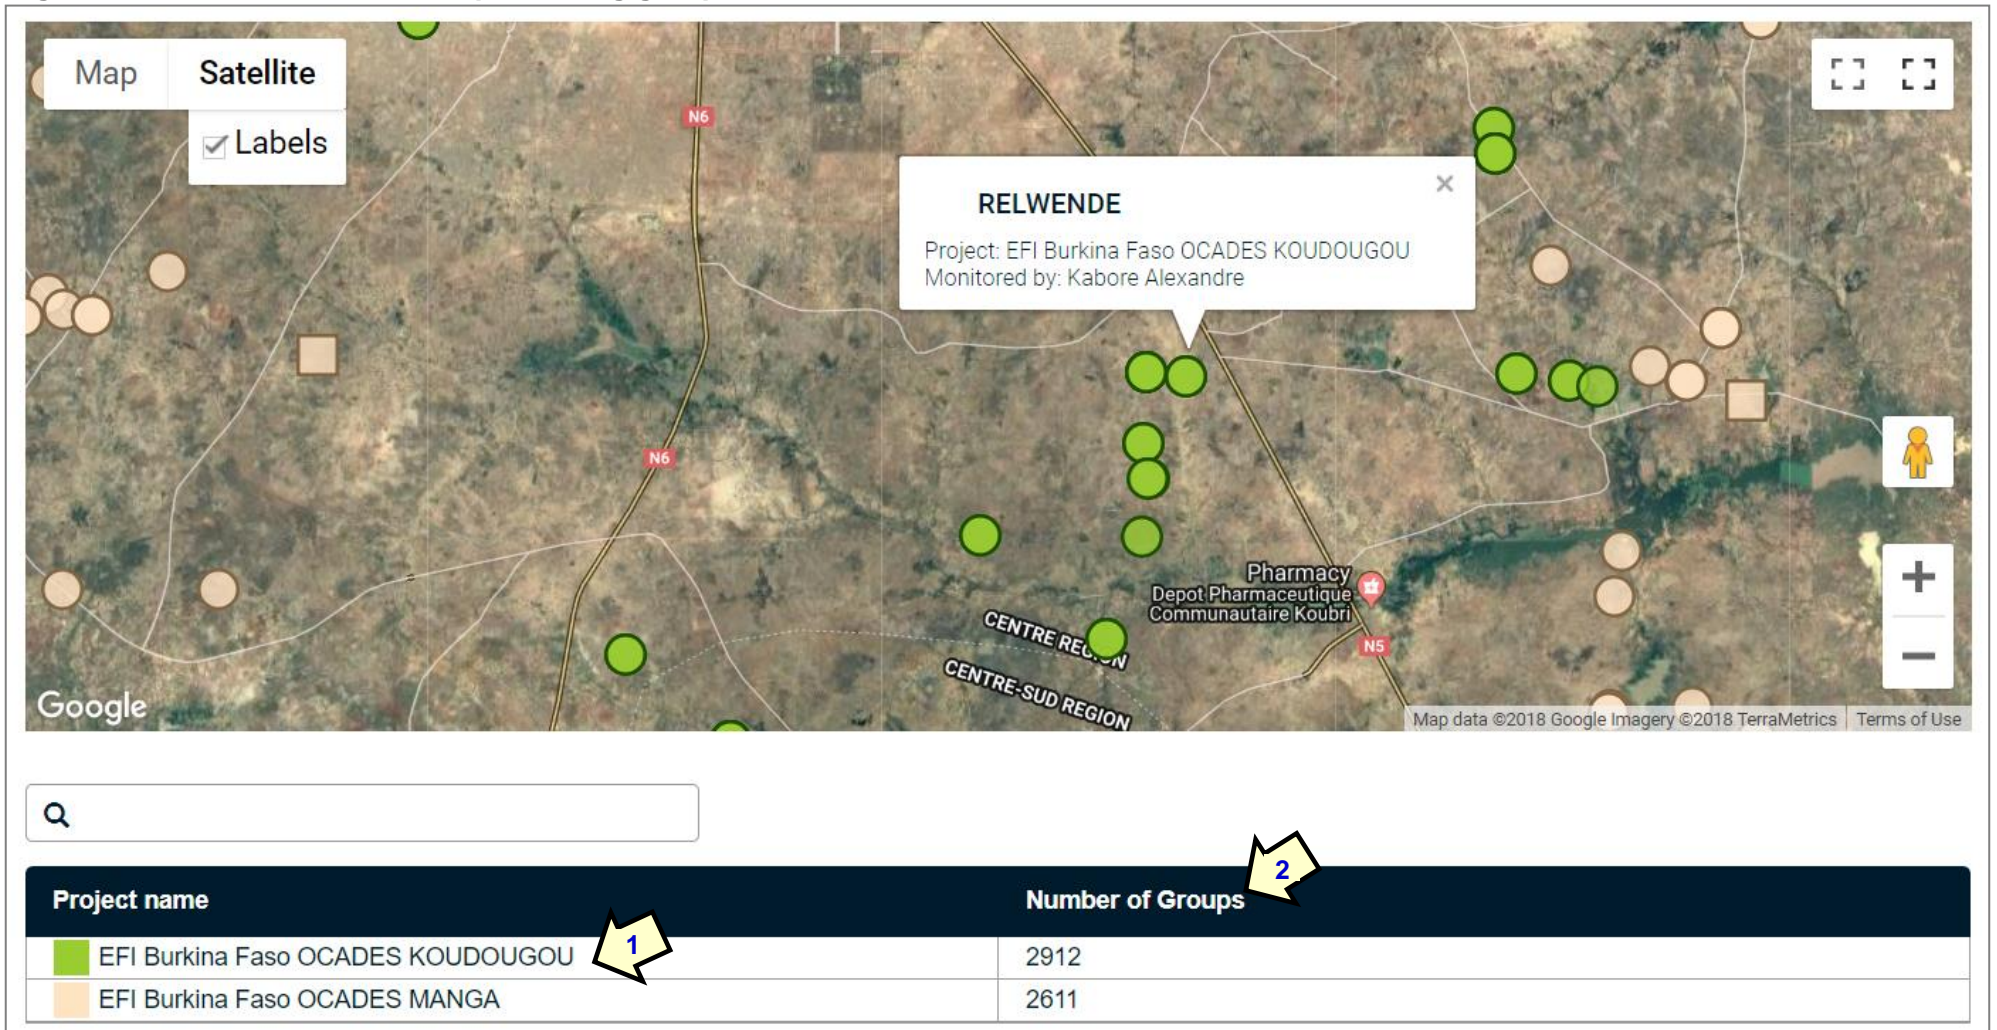 Map
Satellite
Labels
N6
RELWENDE
Project: EFI Burkina Faso OCADES KOUDOUGOU
Monitored by: Kabore Alexandre
N6
Pharmacy
Depot Pharmaceutique
Communautaire Koubri
CENTRE REGION
N5
CENTRE-SUD REGION
Google
Map data ©2018 Google Imagery ©2018 TerraMetrics
Terms of Use
2
Project name
Number of Groups
1
EFI Burkina Faso OCADES KOUDOUGOU
2912
EFI Burkina Faso OCADES MANGA
2611